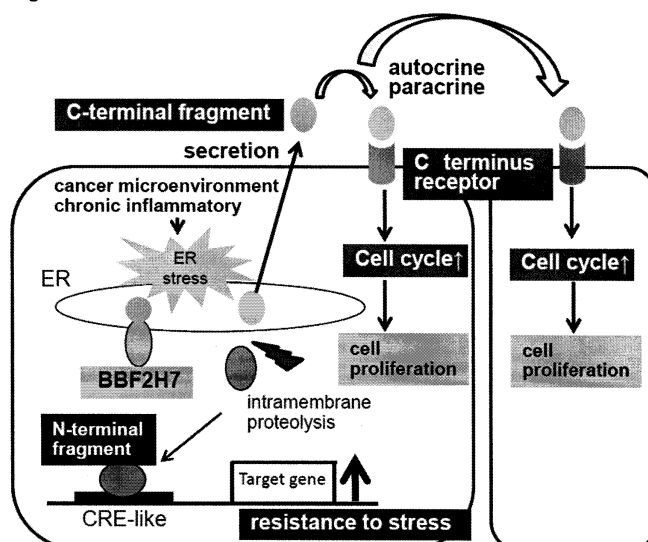 autocrine
paracrine
C-terminal fragment
secretion
C terminus
receptor
cancer microenvironment
chronic inflammatory
ER
stress
ER
Cell cycle↑
Cell cycle↑
BBF2H7
cell
proliferation
cell
proliferation
intramembrane
proteolysis
N-terminal
fragment
Target gene
CRE-like
resistance to stress